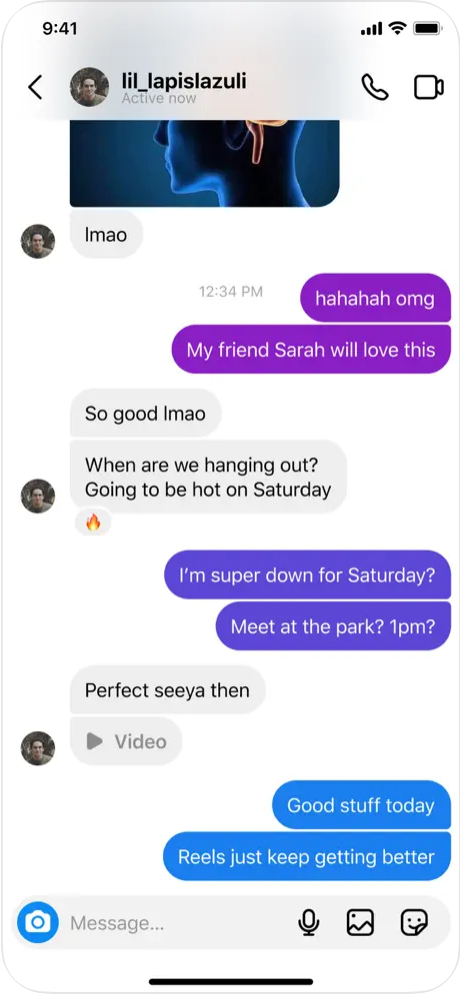 9:41
lil_lapislazuli
Active now
lmao
12:34 PM
hahahah omg
My friend Sarah will love this
So good lmao
When are we hanging out?
Going to be hot on Saturday
🔥
I’m super down for Saturday?
Meet at the park? 1pm?
Perfect seeya then
Video
Good stuff today
Reels just keep getting better
Message...